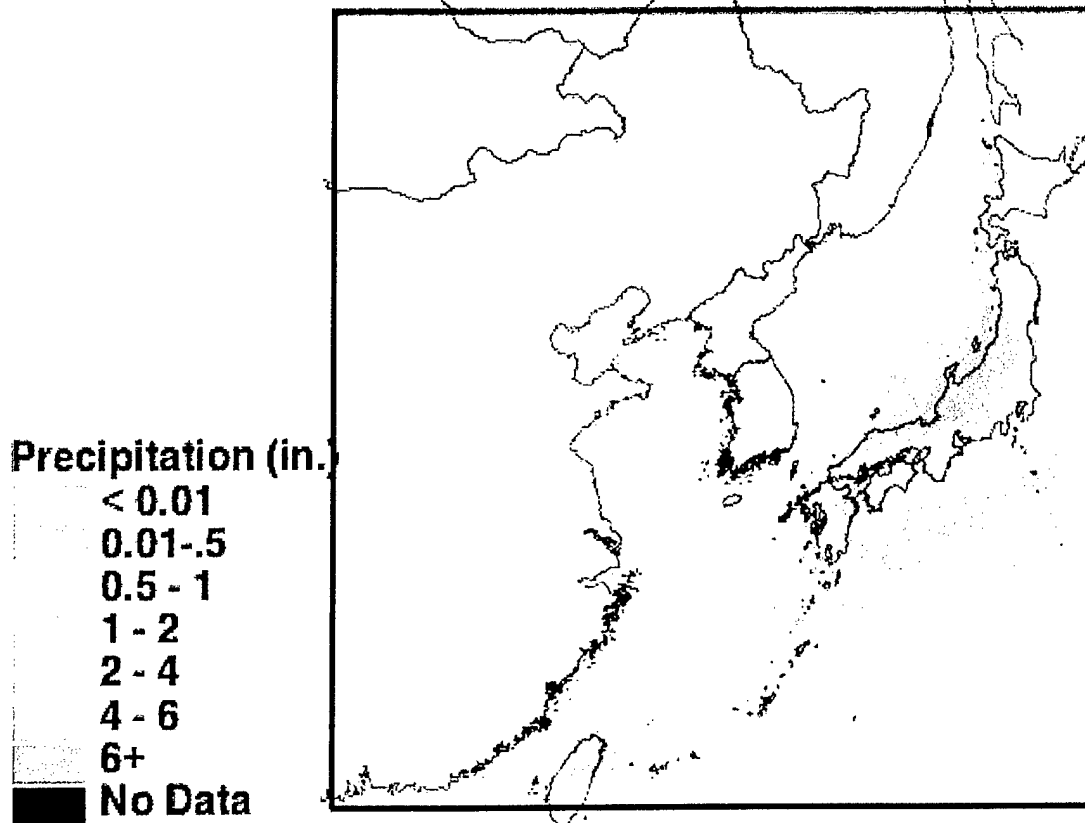 Precipitation (in.)
< 0.01
0.01-.5
0.5 - 1
1 - 2
2 - 4
4 - 6
6+
No Data